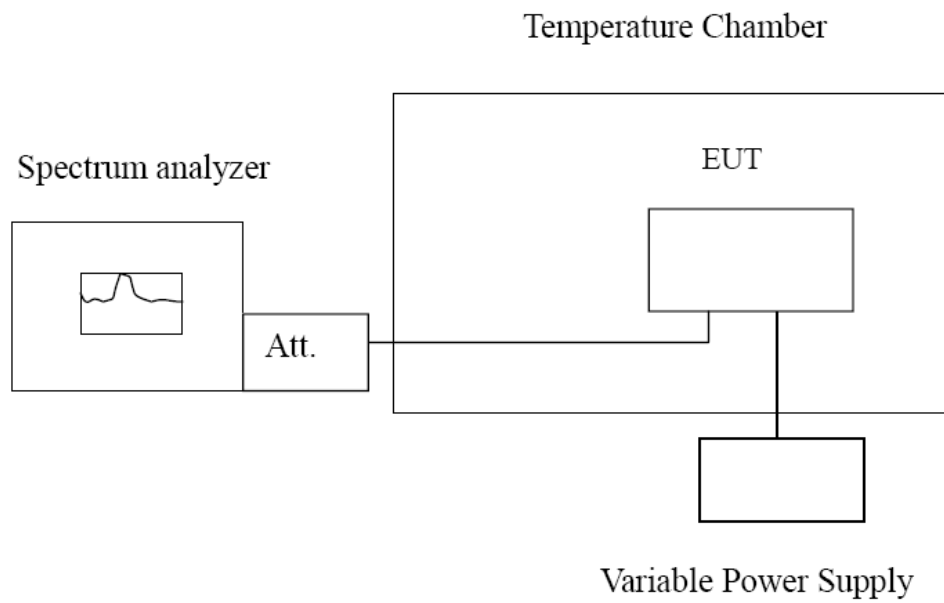 Temperature Chamber
Spectrum analyzer
EUT
Att.
Variable Power Supply